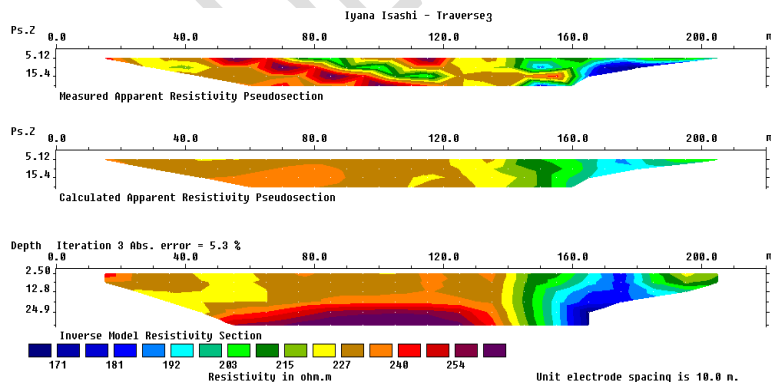 Iyana Isashi - Traverse3
Ps.Z 0.0 40.0 80.0 120.0 160.0 200.0 m
5.12
15.4
Measured Apparent Resistivity Pseudosection
Ps.Z 0.0 40.0 80.0 120.0 160.0 200.0 m
5.12
15.4
Calculated Apparent Resistivity Pseudosection
Depth Iteration 3 Abs. error = 5.3 %
0.0 40.0 80.0 120.0 160.0 200.0 m
2.50
12.8
24.9
Inverse Model Resistivity Section
171 181 192 203 215 227 240 254
Resistivity in ohm.m Unit electrode spacing is 10.0 m.